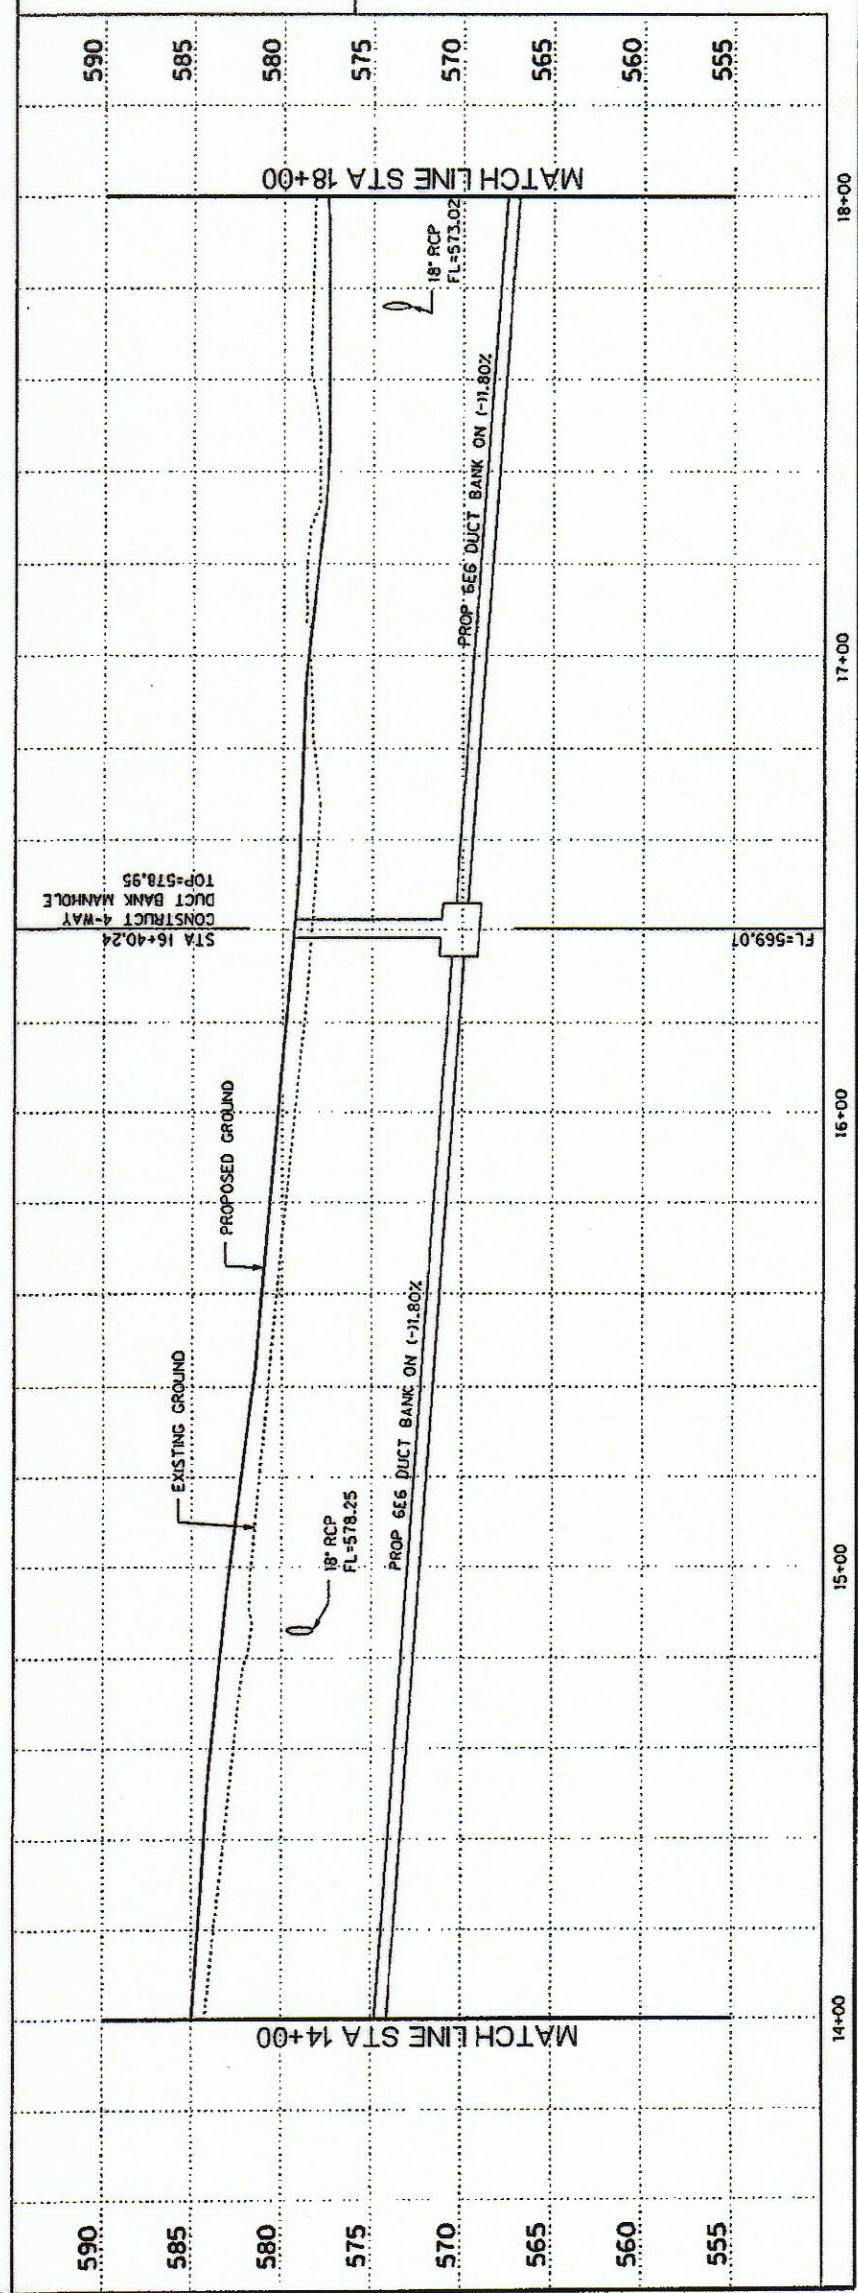 590
585
580
575
570
565
560
555
MATCH LINE STA 14+00
EXISTING GROUND
PROPOSED GROUND
18" RCP
FL=578.25
PROP 6E6 DUCT BANK ON (-)1.80%
STA 16+40.24
CONSTRUCT 4-WAY
DUCT BANK MANHOLE
TOP=578.95
FL=569.07
PROP 6E6 DUCT BANK ON (-)1.80%
18" RCP
FL=573.02
MATCH LINE STA 18+00
590
585
580
575
570
565
560
555
14+00
15+00
16+00
17+00
18+00